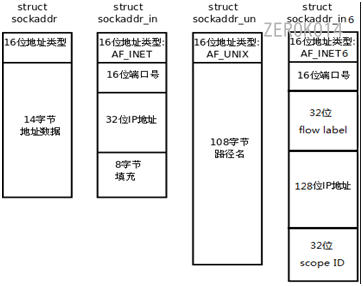 struct
sockaddr
16位地址类型
14字节
地址数据
struct
sockaddr_in
16位地址类型:
AF_INET
16位端口号
32位IP地址
8字节
填充
struct
sockaddr_un
16位地址类型:
AF_UNIX
108字节
路径名
struct
sockaddr_in6
ZEROK014
16位地址类型:
AF_INET6
16位端口号
32位
flow label
128位IP地址
32位
scope ID